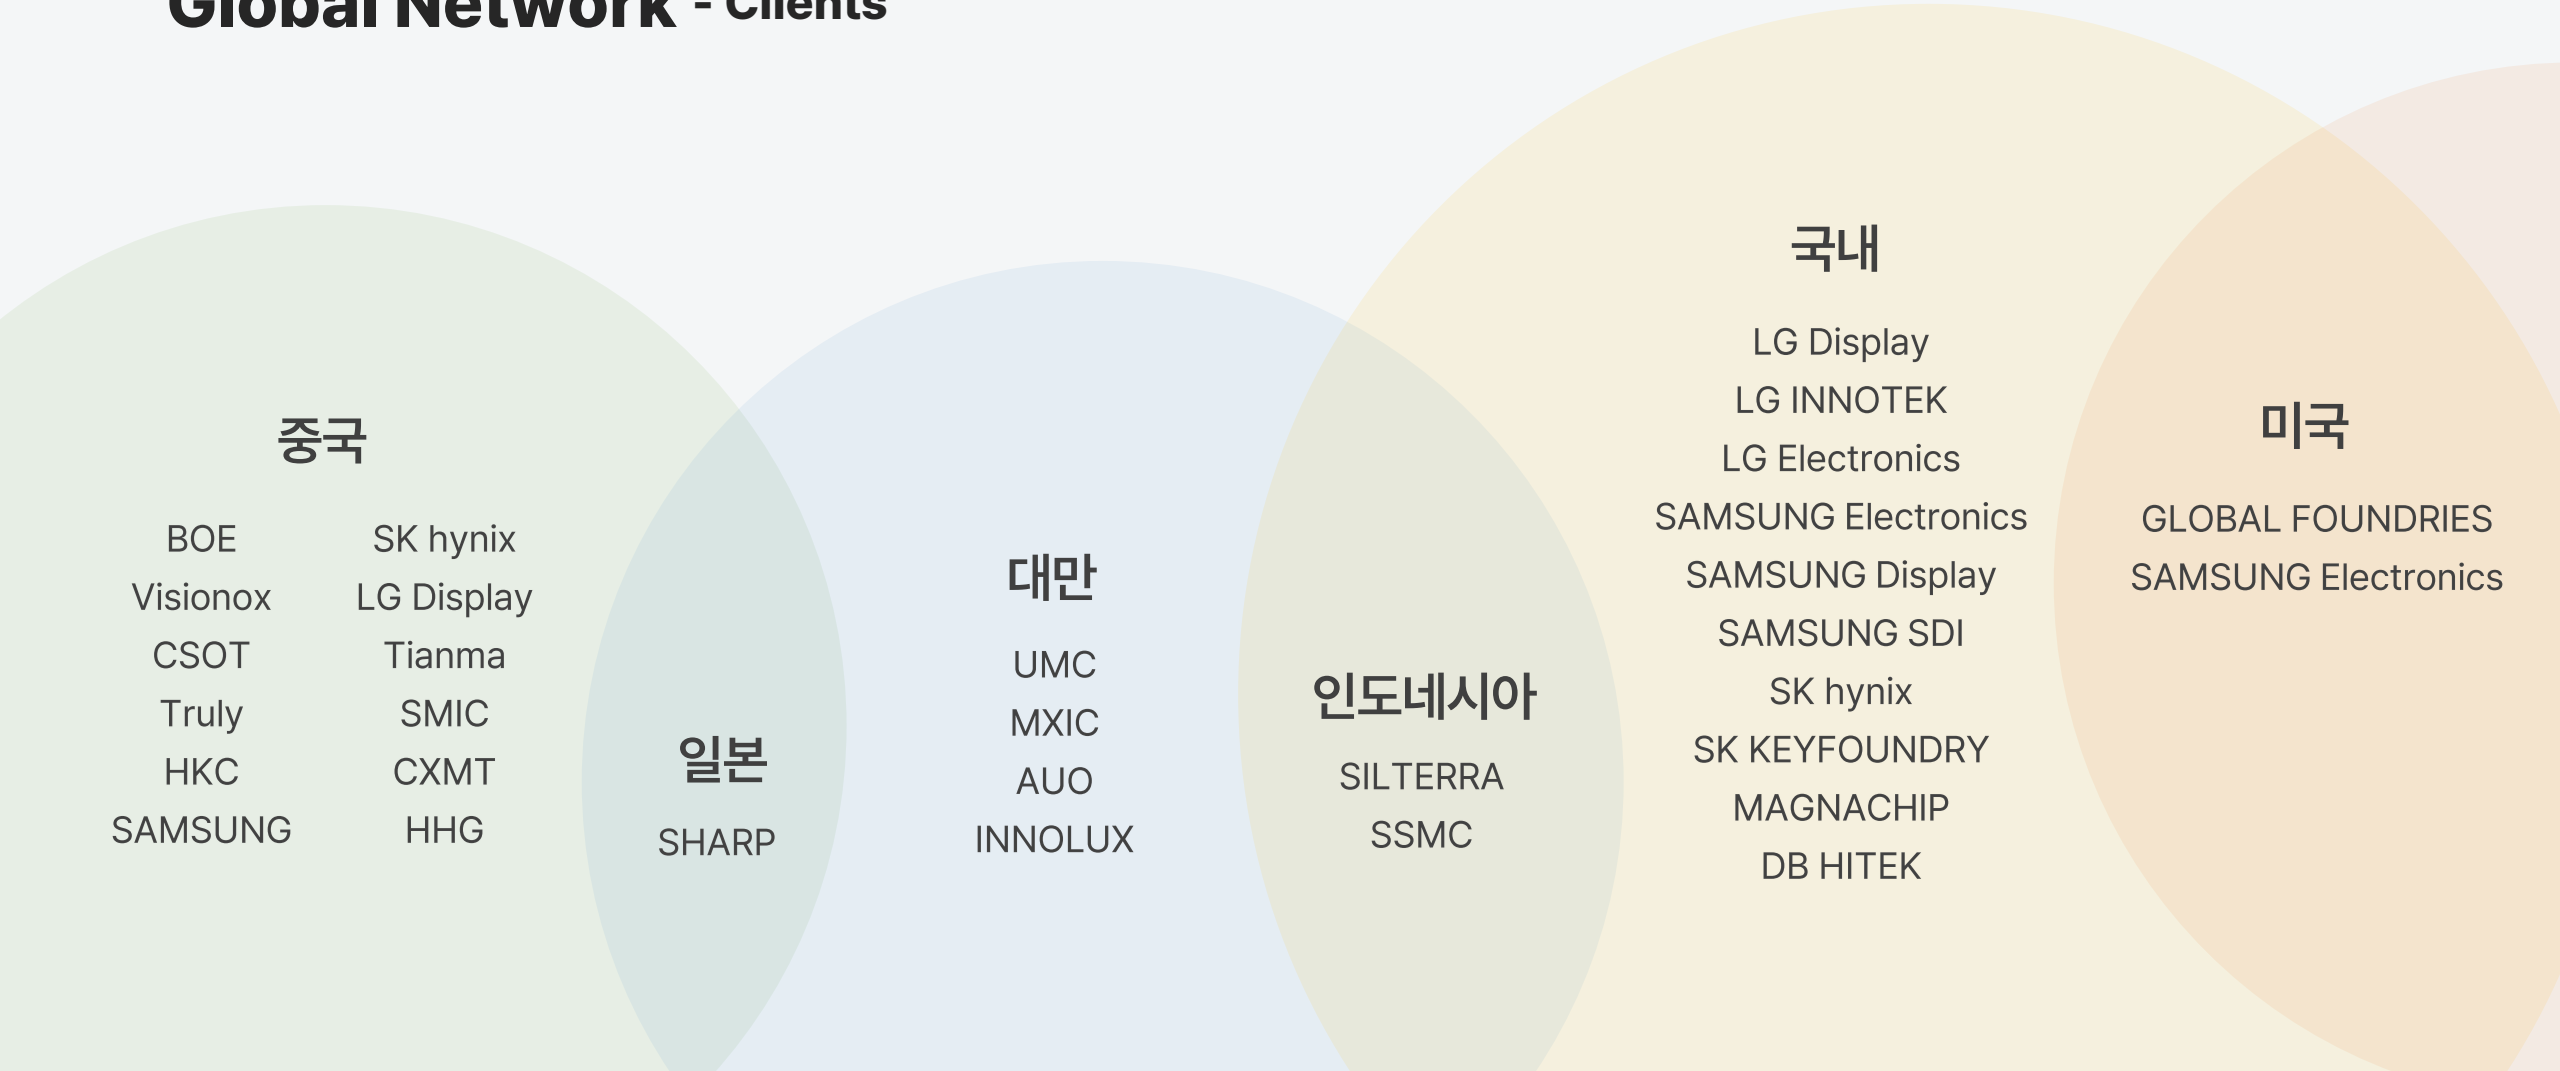 Global Network - Clients
중국
BOE
Visionox
CSOT
Truly
HKC
SAMSUNG
SK hynix
LG Display
Tianma
SMIC
CXMT
HHG
일본
SHARP
대만
UMC
MXIC
AUO
INNOLUX
인도네시아
SILTERRA
SSMC
국내
LG Display
LG INNOTEK
LG Electronics
SAMSUNG Electronics
SAMSUNG Display
SAMSUNG SDI
SK hynix
SK KEYFOUNDRY
MAGNACHIP
DB HITEK
미국
GLOBAL FOUNDRIES
SAMSUNG Electronics